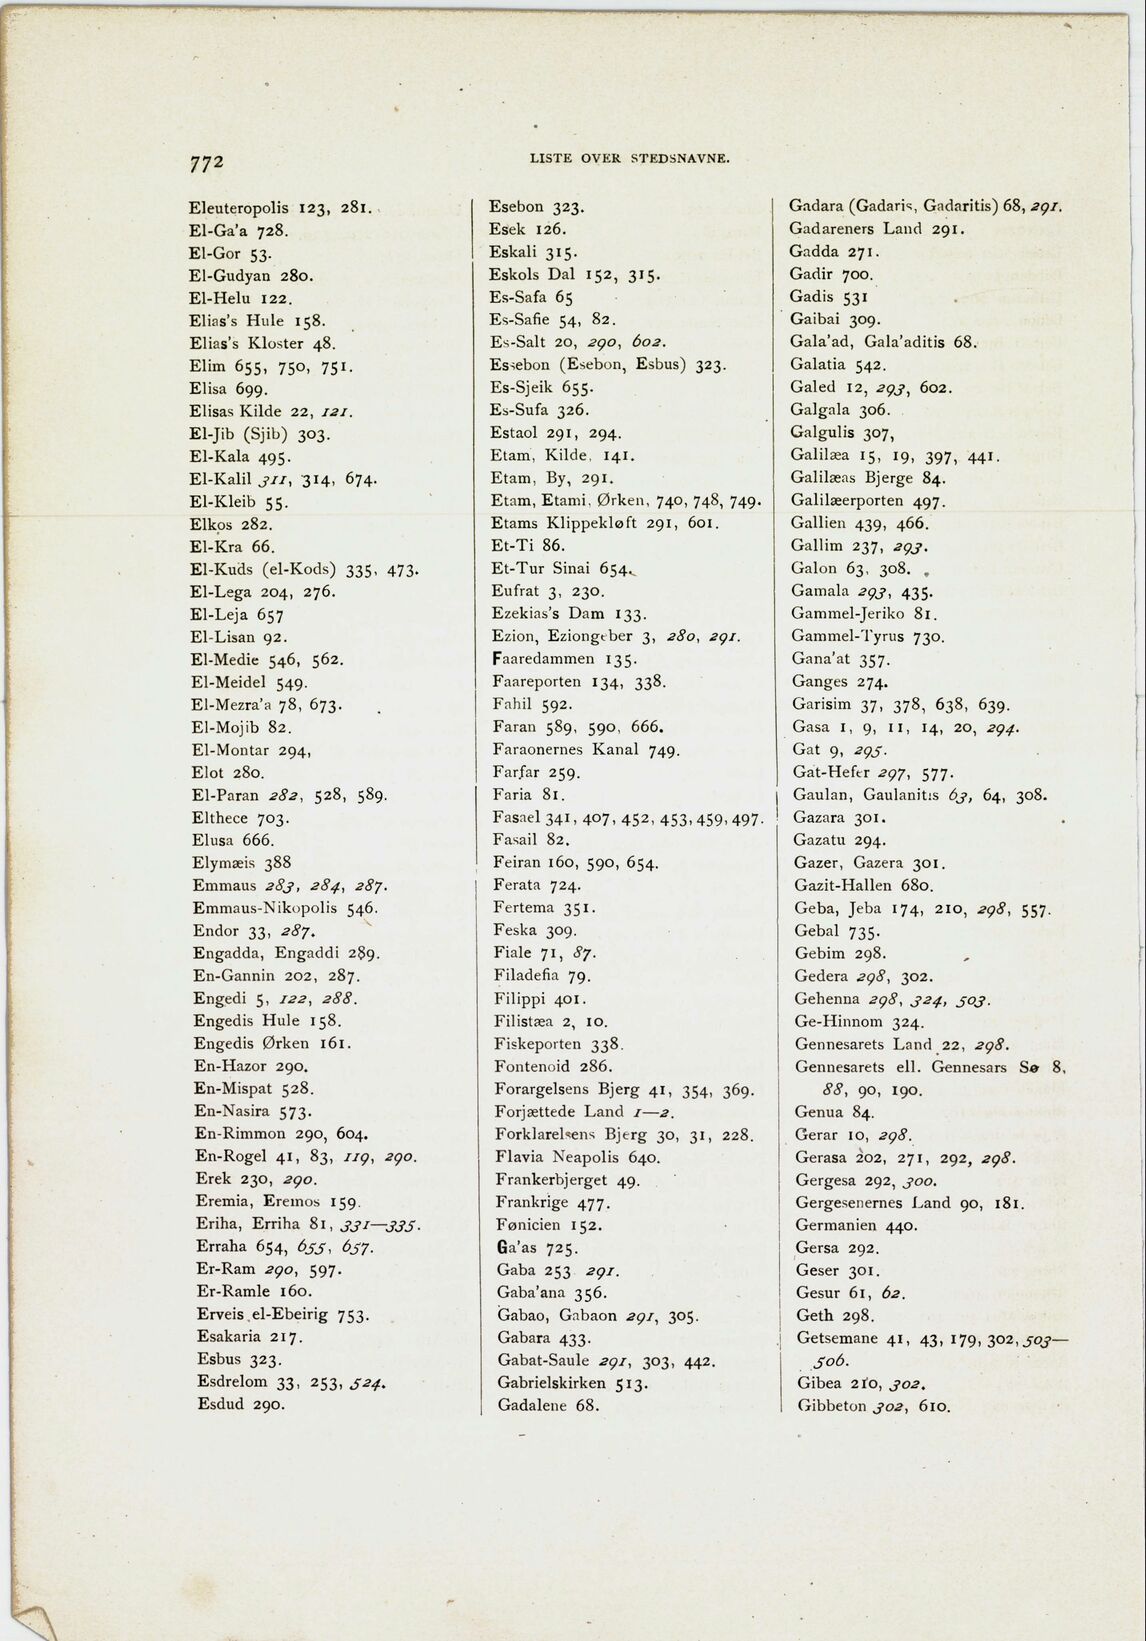 772
LISTE OVER STEDSNAVNE.
Eleuteropolis 123, 281.
El-Ga'a 728.
El-Gor 53.
El-Gudyan 280.
El-Helu 122.
Elias's Hule 158.
Elias's Kloster 48.
Elim 655, 750, 751.
Elisa 699.
Elisas Kilde 22, 121.
El-Jib (Sjib) 303.
El-Kala 495.
El-Kalil 311, 314, 674.
El-Kleib 55.
Elkos 282.
El-Kra 66.
El-Kuds (el-Kods) 335, 473.
El-Lega 204, 276.
El-Leja 657
El-Lisan 92.
El-Medie 546, 562.
El-Meidel 549.
El-Mezra'a 78, 673.
El-Mojib 82.
El-Montar 294,
Elot 280.
El-Paran 282, 528, 589.
Elthece 703.
Elusa 666.
Elymæis 388
Emmaus 283, 284, 287.
Emmaus-Nikopolis 546.
Endor 33, 287.
Engadda, Engaddi 289.
En-Gannin 202, 287.
Engedi 5, 122, 288.
Engedis Hule 158.
Engedis Ørken 161.
En-Hazor 290.
En-Mispat 528.
En-Nasira 573.
En-Rimmon 290, 604.
En-Rogel 41, 83, 119, 290.
Erek 230, 290.
Eremia, Eremos 159.
Eriha, Erriha 81, 331—335.
Erraha 654, 655, 657.
Er-Ram 290, 597.
Er-Ramle 160.
Erveis el-Ebeirig 753.
Esakaria 217.
Esbus 323.
Esdrelom 33, 253, 524.
Esdud 290.
Esebon 323.
Esek 126.
Eskali 315.
Eskols Dal 152, 315.
Es-Safa 65
Es-Safie 54, 82.
Es-Salt 20, 290, 602.
Essebon (Esebon, Esbus) 323.
Es-Sjeik 655.
Es-Sufa 326.
Estaol 291, 294.
Etam, Kilde, 141.
Etam, By, 291.
Etam, Etami, Ørken, 740, 748, 749.
Etams Klippekløft 291, 601.
Et-Ti 86.
Et-Tur Sinai 654.
Eufrat 3, 230.
Ezekias's Dam 133.
Ezion, Eziongeber 3, 280, 291.
Faaredammen 135.
Faareporten 134, 338.
Fahil 592.
Faran 589, 590, 666.
Faraonernes Kanal 749.
Farfar 259.
Faria 81.
Fasael 341, 407, 452, 453, 459, 497.
Fasail 82.
Feiran 160, 590, 654.
Ferata 724.
Fertema 351.
Feska 309.
Fiale 71, 87.
Filadefia 79.
Filippi 401.
Filistæa 2, 10.
Fiskeporten 338.
Fontenoid 286.
Forargelsens Bjerg 41, 354, 369.
Forjættede Land 1—2.
Forklarelsens Bjerg 30, 31, 228.
Flavia Neapolis 640.
Frankerbjerget 49.
Frankrige 477.
Fønicien 152.
Ga'as 725.
Gaba 253 291.
Gaba'ana 356.
Gabao, Gabaon 291, 305.
Gabara 433.
Gabat-Saule 291, 303, 442.
Gabrielskirken 513.
Gadalene 68.
Gadara (Gadaris, Gadaritis) 68, 291.
Gadareners Land 291.
Gadda 271.
Gadir 700.
Gadis 531
Gaibai 309.
Gala'ad, Gala'aditis 68.
Galatia 542.
Galed 12, 293, 602.
Galgala 306.
Galgulis 307,
Galilæa 15, 19, 397, 441.
Galilæas Bjerge 84.
Galilæerporten 497.
Gallien 439, 466.
Gallim 237, 293.
Galon 63, 308.
Gamala 293, 435.
Gammel-Jeriko 81.
Gammel-Tyrus 730.
Gana'at 357.
Ganges 274.
Garisim 37, 378, 638, 639.
Gasa 1, 9, 11, 14, 20, 294.
Gat 9, 295.
Gat-Hefer 297, 577.
Gaulan, Gaulanitis 63, 64, 308.
Gazara 301.
Gazatu 294.
Gazer, Gazera 301.
Gazit-Hallen 680.
Geba, Jeba 174, 210, 298, 557.
Gebal 735.
Gebim 298.
Gedera 298, 302.
Gehenna 298, 324, 503.
Ge-Hinnom 324.
Gennesarets Land 22, 298.
Gennesarets ell. Gennesars Sø 8,
88, 90, 190.
Genua 84.
Gerar 10, 298.
Gerasa 202, 271, 292, 298.
Gergesa 292, 300.
Gergesenernes Land 90, 181.
Germanien 440.
Gersa 292.
Geser 301.
Gesur 61, 62.
Geth 298.
Getsemane 41, 43, 179, 302, 503—
506.
Gibea 210, 302.
Gibbeton 302, 610.